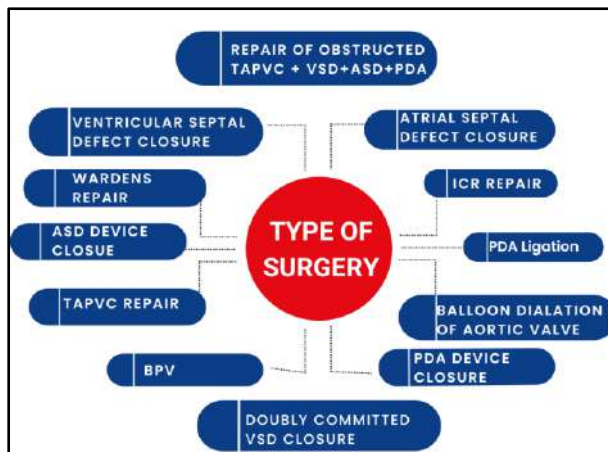 REPAIR OF OBSTRUCTED
TAPVC + VSD+ASD+PDA
VENTRICULAR SEPTAL
DEFECT CLOSURE
ATRIAL SEPTAL
DEFECT CLOSURE
WARDENS
REPAIR
ICR REPAIR
ASD DEVICE
CLOSUE
TYPE OF
SURGERY
PDA Ligation
TAPVC REPAIR
BALLOON DIALATION
OF AORTIC VALVE
BPV
PDA DEVICE
CLOSURE
DOUBLY COMMITTED
VSD CLOSURE